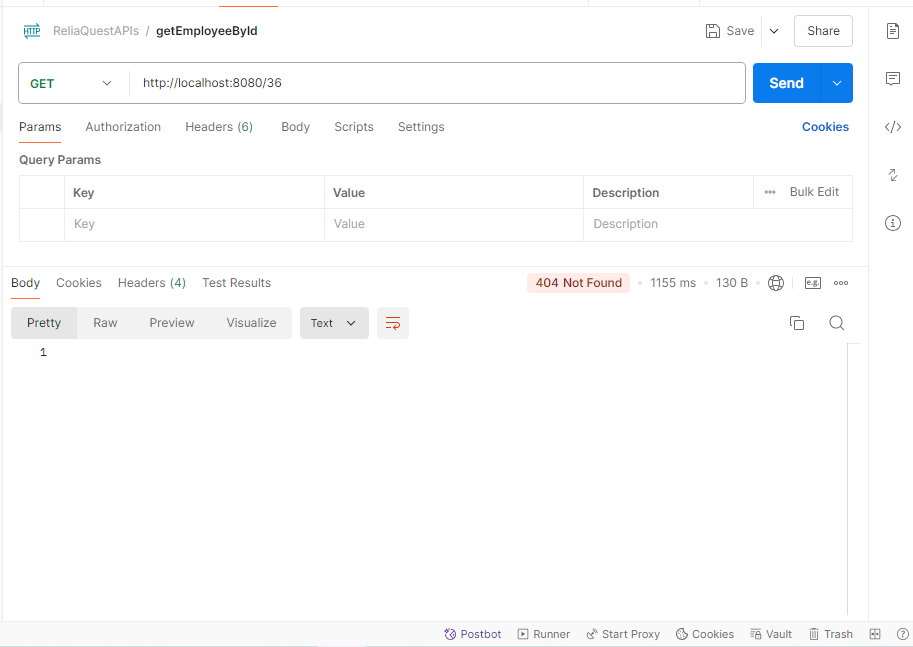 HTTP ReliaQuestAPIs / getEmployeeById Save Share
GET http://localhost:8080/36 Send
Params Authorization Headers (6) Body Scripts Settings Cookies
Query Params
Key Value Description ••• Bulk Edit
Key Value Description
Body Cookies Headers (4) Test Results 404 Not Found • 1155 ms • 130 B • e.g.
Pretty Raw Preview Visualize Text
1
Postbot Runner Start Proxy Cookies Vault Trash